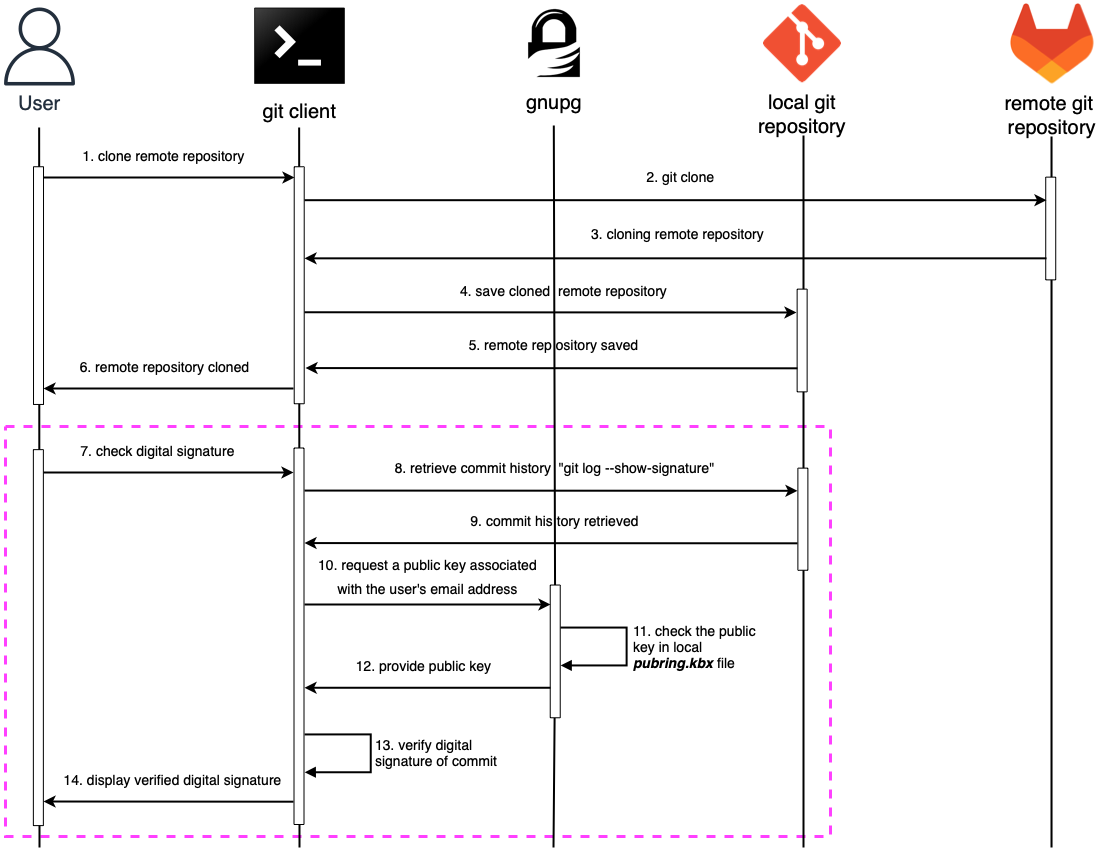 User
git client
gnupg
local git
repository
remote git
repository
1. clone remote repository
2. git clone
3. cloning remote repository
4. save cloned remote repository
5. remote repository saved
6. remote repository cloned
7. check digital signature
8. retrieve commit history "git log --show-signature"
9. commit history retrieved
10. request a public key associated
with the user's email address
11. check the public
key in local
pubring.kbx file
12. provide public key
13. verify digital
signature of commit
14. display verified digital signature